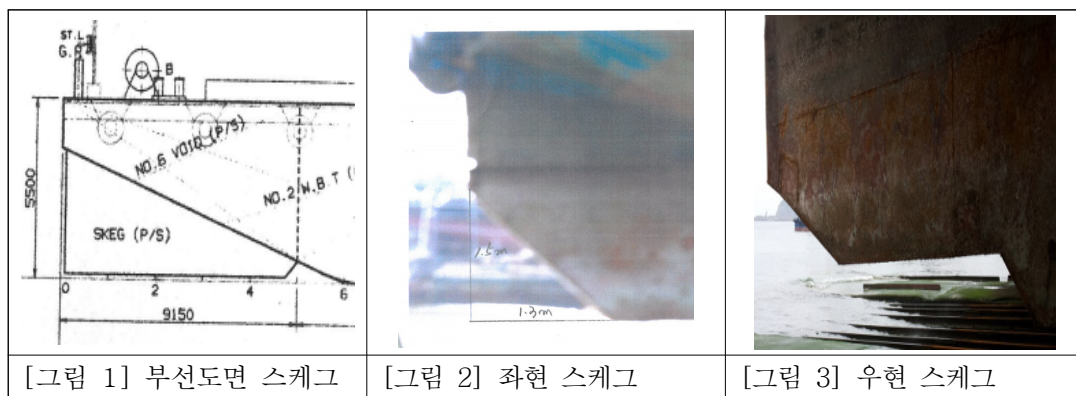 ST.L
G.P
B
5500
NO.6 VOID (P/S)
NO.2 W.B.T (
SKEG (P/S)
0 2 4 6
9150
1.5m
1.3m
[그림 1] 부선도면 스케그
[그림 2] 좌현 스케그
[그림 3] 우현 스케그